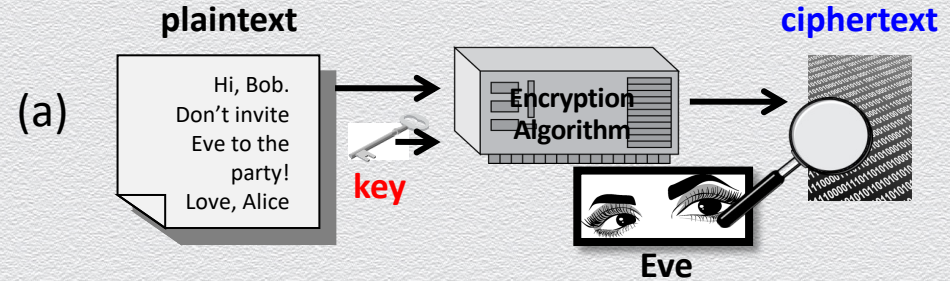 plaintext
ciphertext
(a)
Hi, Bob.
Don’t invite
Eve to the
party!
Love, Alice
key
Encryption
Algorithm
Eve